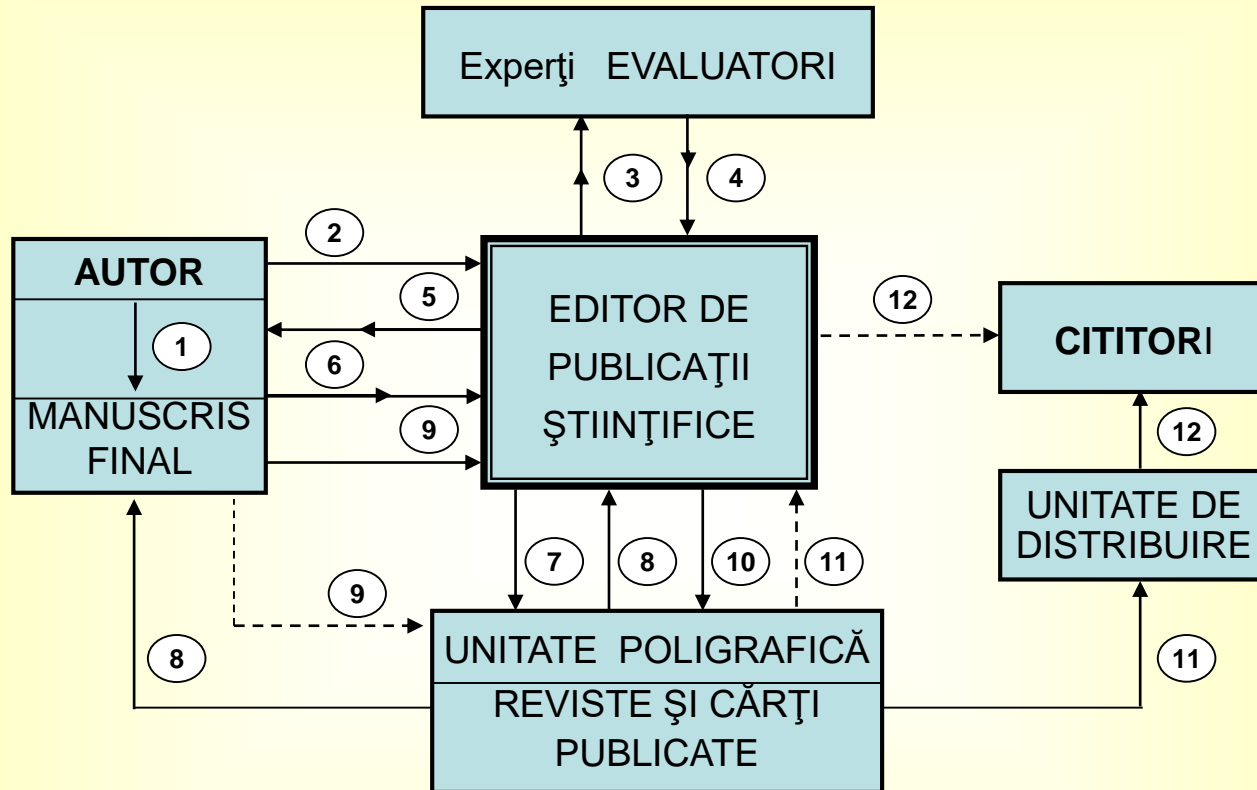 Experţi EVALUATORI
3
4
2
AUTOR
5
12
EDITOR DE
PUBLICAŢII
ŞTIINŢIFICE
CITITORI
1
6
MANUSCRIS
FINAL
9
12
UNITATE DE
DISTRIBUIRE
7
8
10
11
9
UNITATE POLIGRAFICĂ
8
11
REVISTE ŞI CĂRŢI
PUBLICATE